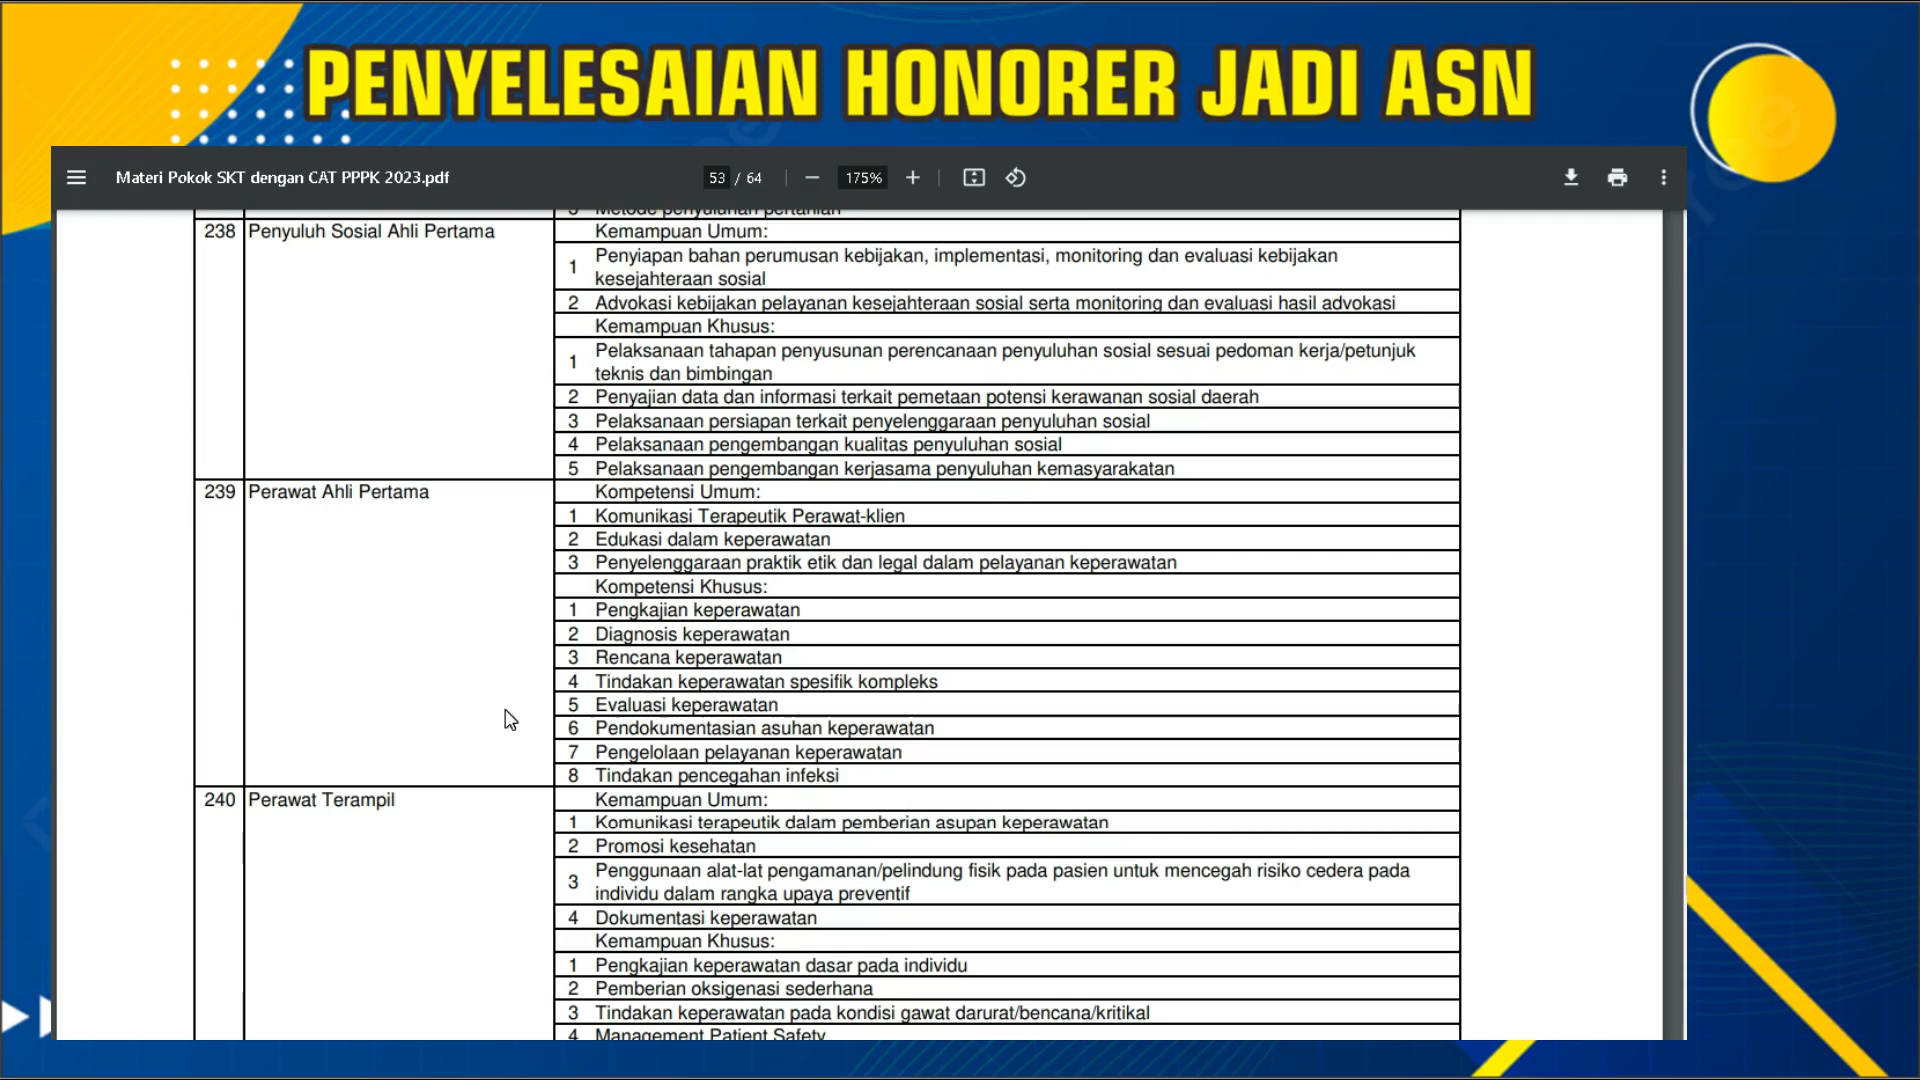 PENYELESAIAN HONORER JADI ASN
Materi Pokok SKT dengan CAT PPPK 2023.pdf
53 / 64
175%
3 Metode penyuluhan pertanian
238 Penyuluh Sosial Ahli Pertama
Kemampuan Umum:
1 Penyiapan bahan perumusan kebijakan, implementasi, monitoring dan evaluasi kebijakan
kesejahteraan sosial
2 Advokasi kebijakan pelayanan kesejahteraan sosial serta monitoring dan evaluasi hasil advokasi
Kemampuan Khusus:
1 Pelaksanaan tahapan penyusunan perencanaan penyuluhan sosial sesuai pedoman kerja/petunjuk
teknis dan bimbingan
2 Penyajian data dan informasi terkait pemetaan potensi kerawanan sosial daerah
3 Pelaksanaan persiapan terkait penyelenggaraan penyuluhan sosial
4 Pelaksanaan pengembangan kualitas penyuluhan sosial
5 Pelaksanaan pengembangan kerjasama penyuluhan kemasyarakatan
239 Perawat Ahli Pertama
Kompetensi Umum:
1 Komunikasi Terapeutik Perawat-klien
2 Edukasi dalam keperawatan
3 Penyelenggaraan praktik etik dan legal dalam pelayanan keperawatan
Kompetensi Khusus:
1 Pengkajian keperawatan
2 Diagnosis keperawatan
3 Rencana keperawatan
4 Tindakan keperawatan spesifik kompleks
5 Evaluasi keperawatan
6 Pendokumentasian asuhan keperawatan
7 Pengelolaan pelayanan keperawatan
8 Tindakan pencegahan infeksi
240 Perawat Terampil
Kemampuan Umum:
1 Komunikasi terapeutik dalam pemberian asupan keperawatan
2 Promosi kesehatan
3 Penggunaan alat-lat pengamanan/pelindung fisik pada pasien untuk mencegah risiko cedera pada
individu dalam rangka upaya preventif
4 Dokumentasi keperawatan
Kemampuan Khusus:
1 Pengkajian keperawatan dasar pada individu
2 Pemberian oksigenasi sederhana
3 Tindakan keperawatan pada kondisi gawat darurat/bencana/kritikal
4 Management Patient Safety